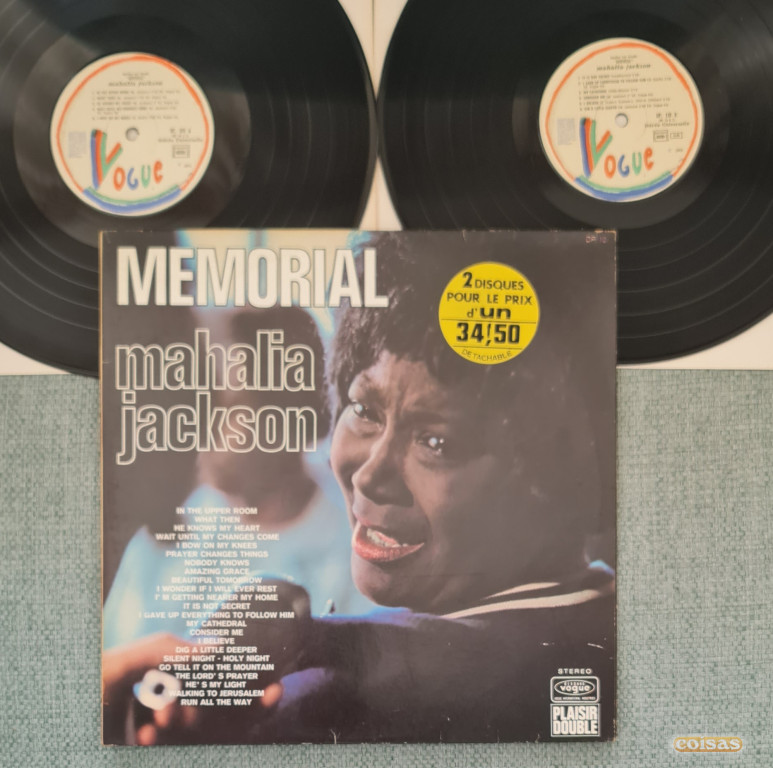 mahalia jackson
VOGUE
mahalia jackson
VOGUE
MEMORIAL
mahalia
jackson
2 DISQUES
POUR LE PRIX
d'un
34,50
DETACHABLE
IN THE UPPER ROOM
WHAT THEN
HE KNOWS MY HEART
WAIT UNTIL MY CHANGES COME
I BOW ON MY KNEES
PRAYER CHANGES THINGS
NOBODY KNOWS
AMAZING GRACE
BEAUTIFUL TOMORROW
I WONDER IF I WILL EVER REST
I'M GETTING NEARER MY HOME
IT IS NOT SECRET
I GAVE UP EVERYTHING TO FOLLOW HIM
MY CATHEDRAL
CONSIDER ME
I BELIEVE
DIG A LITTLE DEEPER
SILENT NIGHT - HOLY NIGHT
GO TELL IT ON THE MOUNTAIN
THE LORD'S PRAYER
HE'S MY LIGHT
WALKING TO JERUSALEM
RUN ALL THE WAY
STEREO
DISQUES
vogue
PLAISIR
DOUBLE
coisas